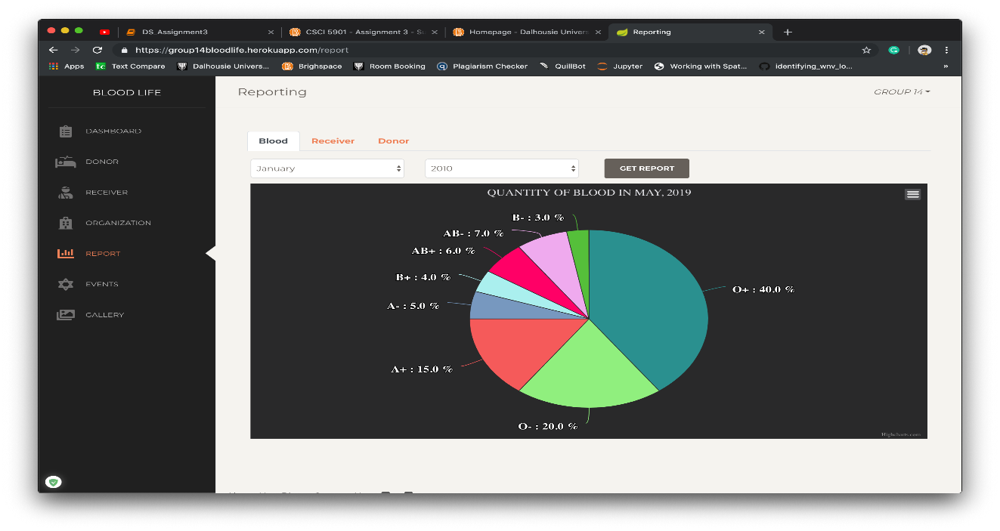 DS_Assignment3
CSCI 5901 - Assignment 3 - Su
Homepage - Dalhousie Univers
Reporting
https://group14bloodlife.herokuapp.com/report
Apps
Text Compare
Dalhousie Univers...
Brighspace
Room Booking
Plagiarism Checker
QuillBot
Jupyter
Working with Spat...
identifying_wnv_lo...
»
BLOOD LIFE
Reporting
GROUP 14
DASHBOARD
DONOR
RECEIVER
ORGANIZATION
REPORT
EVENTS
GALLERY
Blood
Receiver
Donor
January
2010
GET REPORT
QUANTITY OF BLOOD IN MAY, 2019
B- : 3.0 %
AB- : 7.0 %
AB+ : 6.0 %
B+ : 4.0 %
O+ : 40.0 %
A- : 5.0 %
A+ : 15.0 %
O- : 20.0 %
Highcharts.com